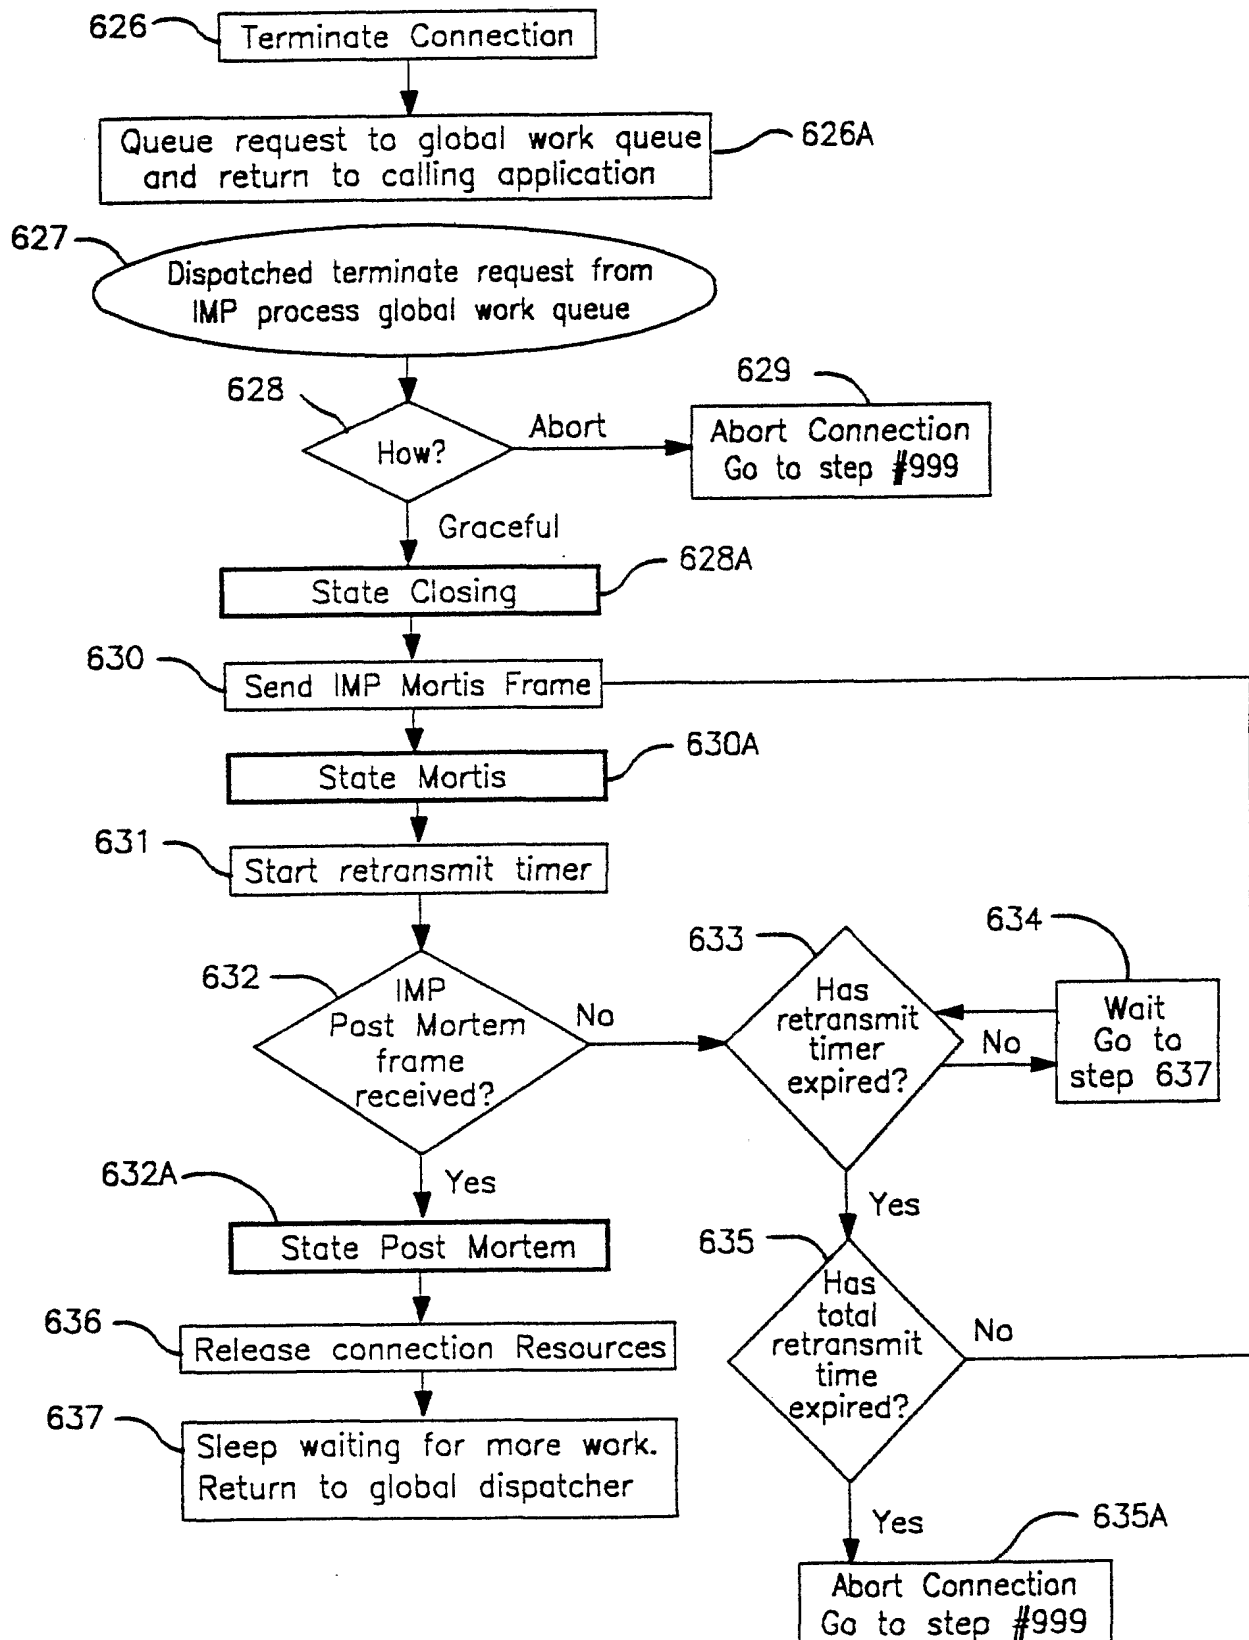 626
Terminate Connection
Queue request to global work queue
and return to calling application
626A
627
Dispatched terminate request from
IMP process global work queue
628
How?
Abort
629
Abort Connection
Go to step #999
Graceful
628A
State Closing
630
Send IMP Mortis Frame
630A
State Mortis
631
Start retransmit timer
632
IMP
Post Mortem
frame
received?
No
633
Has
retransmit
timer
expired?
No
634
Wait
Go to
step 637
Yes
632A
State Post Mortem
Yes
635
Has
total
retransmit
time
expired?
No
636
Release connection Resources
637
Sleep waiting for more work.
Return to global dispatcher
Yes
635A
Abort Connection
Go to step #999